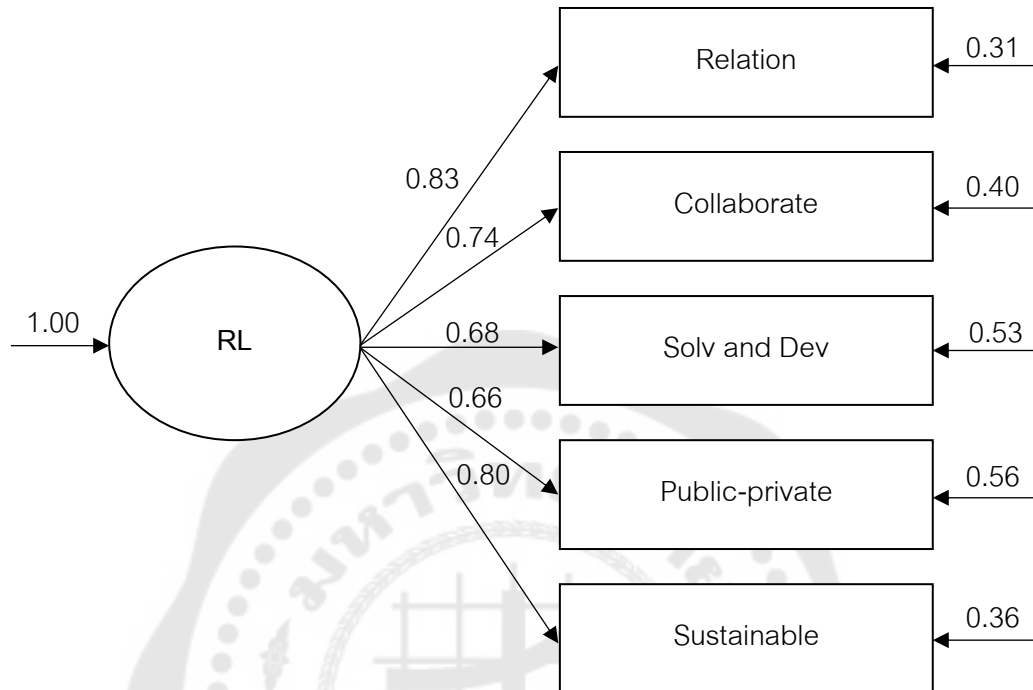 Relation
0.31
0.83
Collaborate
0.40
0.74
1.00
RL
0.68
Solv and Dev
0.53
0.66
Public-private
0.56
0.80
Sustainable
0.36